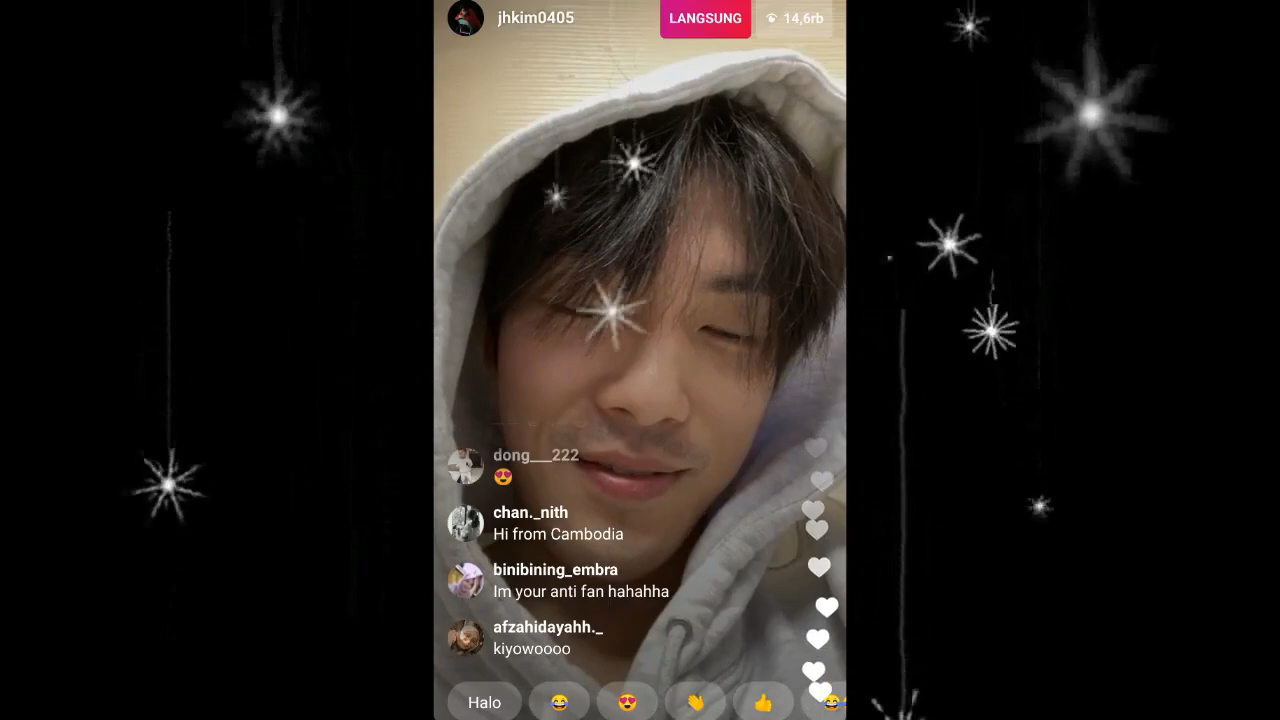 jhkim0405
LANGSUNG
14,6rb
dong___222
chan._nith
Hi from Cambodia
binibining_embra
Im your anti fan hahahha
afzahidayahh._
kiyowoooo
Halo